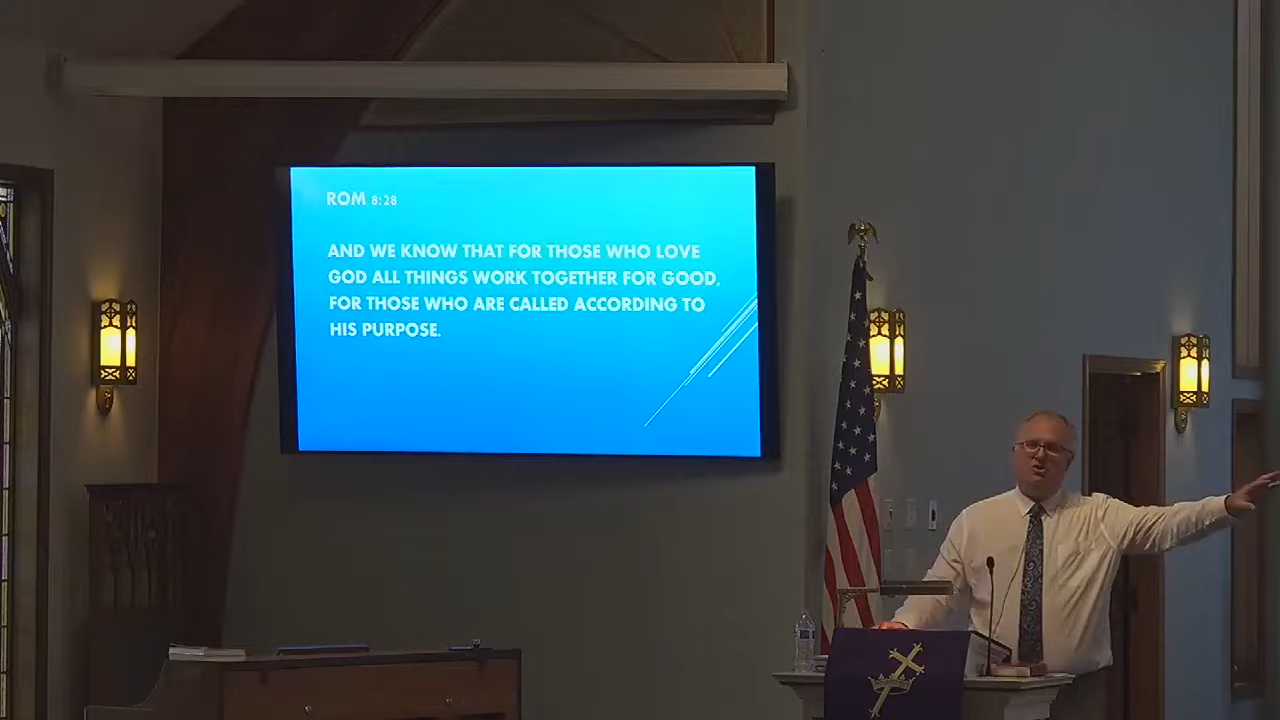 ROM 8:28
AND WE KNOW THAT FOR THOSE WHO LOVE
GOD ALL THINGS WORK TOGETHER FOR GOOD,
FOR THOSE WHO ARE CALLED ACCORDING TO
HIS PURPOSE.